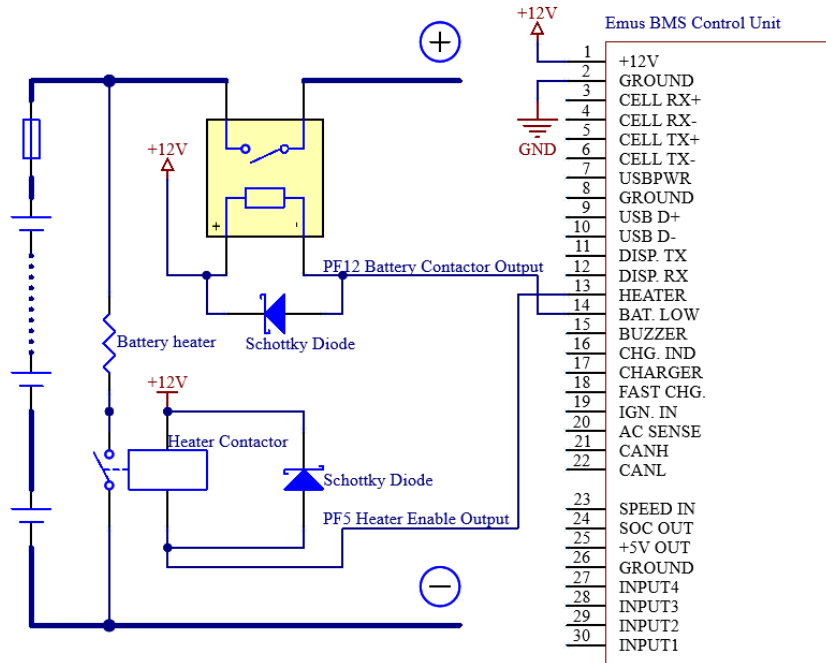 +12V
Emus BMS Control Unit
1 +12V
2 GROUND
3 CELL RX+
4 CELL RX-
5 CELL TX+
6 CELL TX-
7 USBPWR
8 GROUND
9 USB D+
10 USB D-
11 DISP. TX
12 DISP. RX
13 HEATER
14 BAT. LOW
15 BUZZER
16 CHG. IND
17 CHARGER
18 FAST CHG.
19 IGN. IN
20 AC SENSE
21 CANH
22 CANL
23 SPEED IN
24 SOC OUT
25 +5V OUT
26 GROUND
27 INPUT4
28 INPUT3
29 INPUT2
30 INPUT1
GND
+12V
+ -
PF12 Battery Contactor Output
Schottky Diode
Battery heater
+12V
Heater Contactor
Schottky Diode
PF5 Heater Enable Output